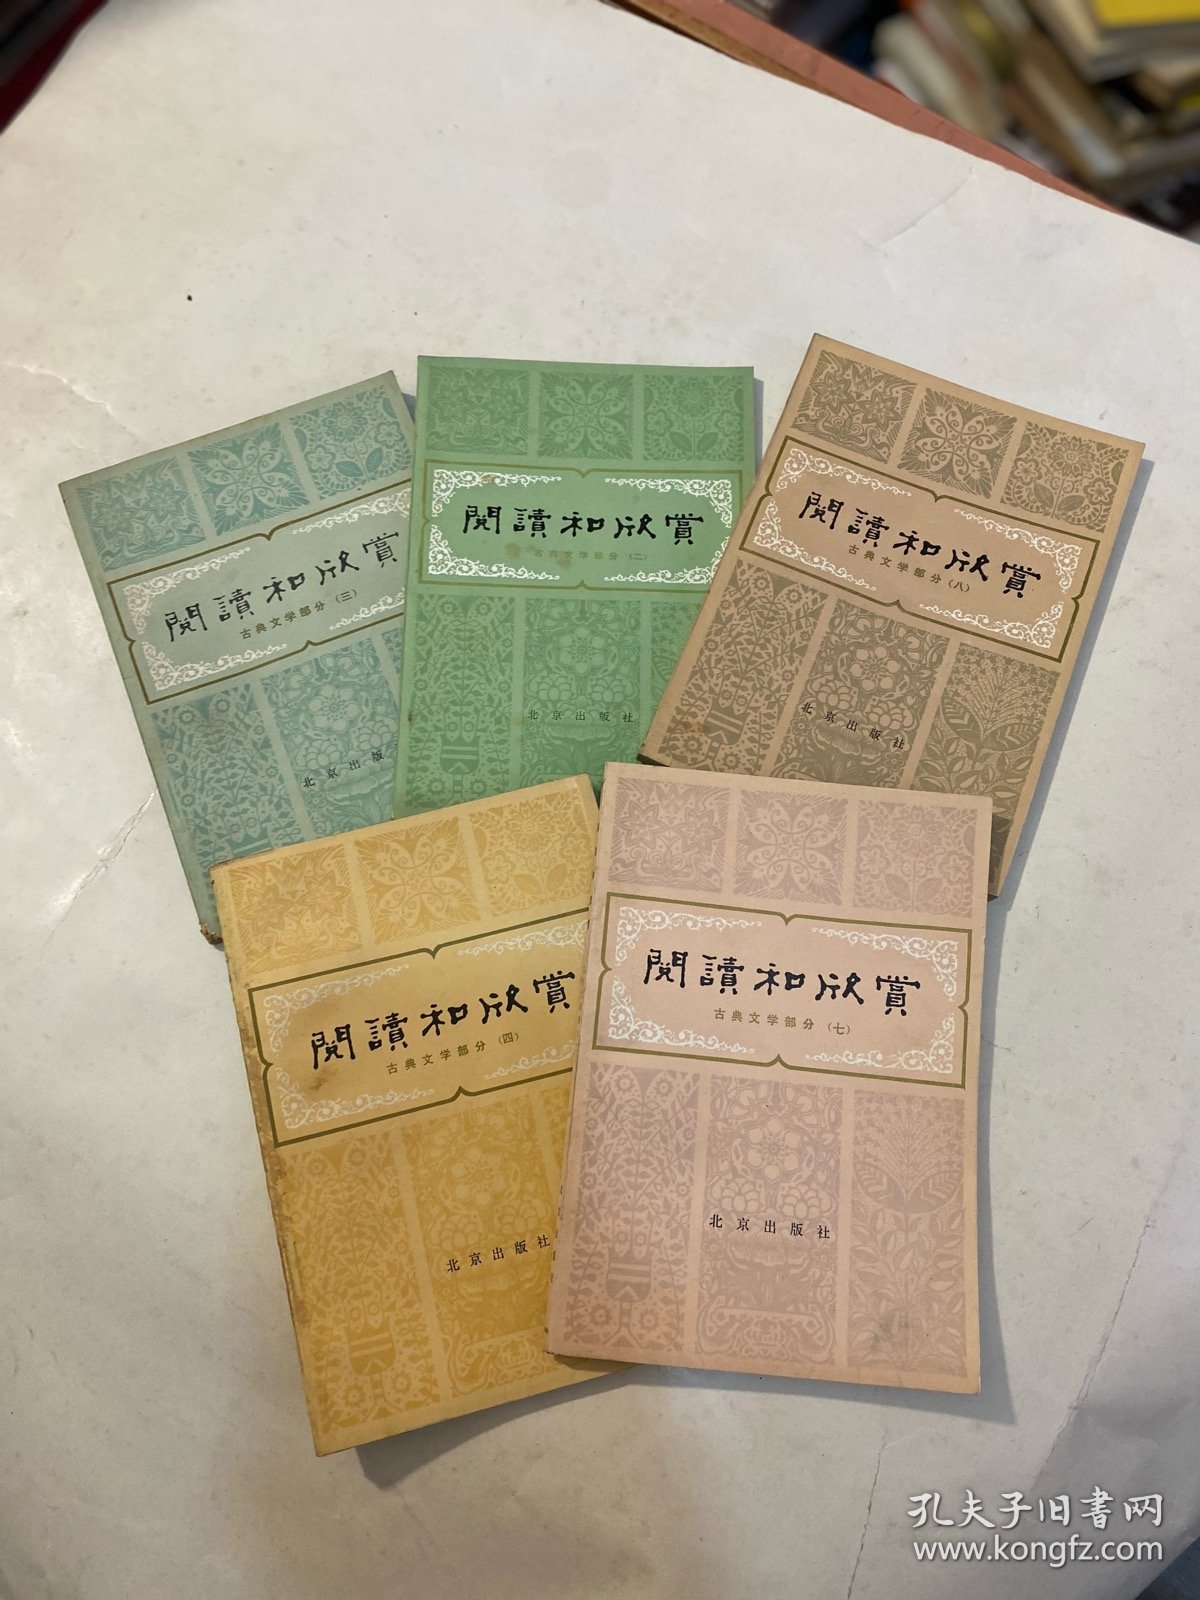 閱讀和欣賞
古典文学部分(三)
北京出版
閱讀和欣賞
古典文学部分(二)
北京出版社
閱讀和欣賞
古典文学部分(八)
北京出版社
閱讀和欣賞
古典文学部分(四)
北京出版社
閱讀和欣賞
古典文学部分(七)
北京出版社
孔夫子旧书网
www.kongfz.com